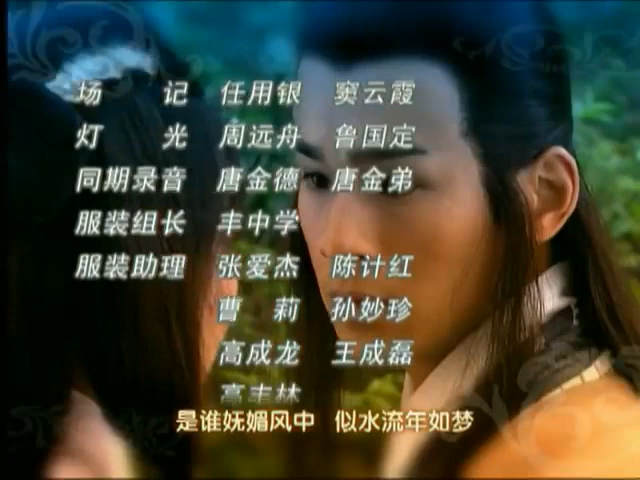 场 记 任用银 窦云霞
灯 光 周远舟 鲁国定
同期录音 唐金德 唐金弟
服装组长 丰中学
服装助理 张爱杰 陈计红
曹 莉 孙妙珍
高成龙 王成磊
高丰林
是谁妩媚风中 似水流年如梦